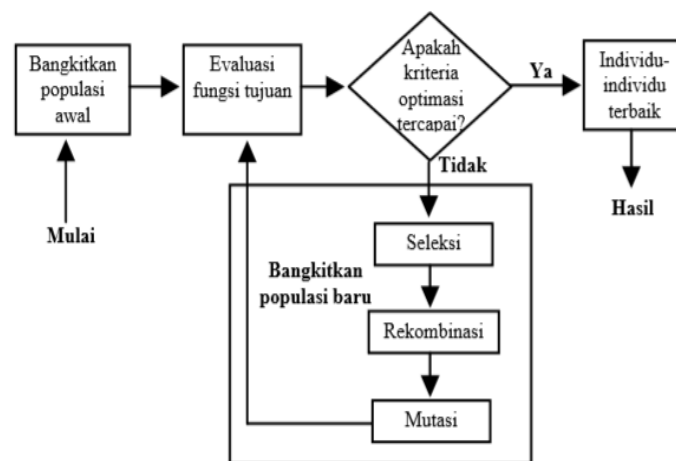 Bangkitkan
populasi
awal
Mulai
Evaluasi
fungsi tujuan
Apakah
kriteria
optimasi
tercapai?
Ya
Individu-
individu
terbaik
Hasil
Tidak
Bangkitkan
populasi baru
Seleksi
Rekombinasi
Mutasi